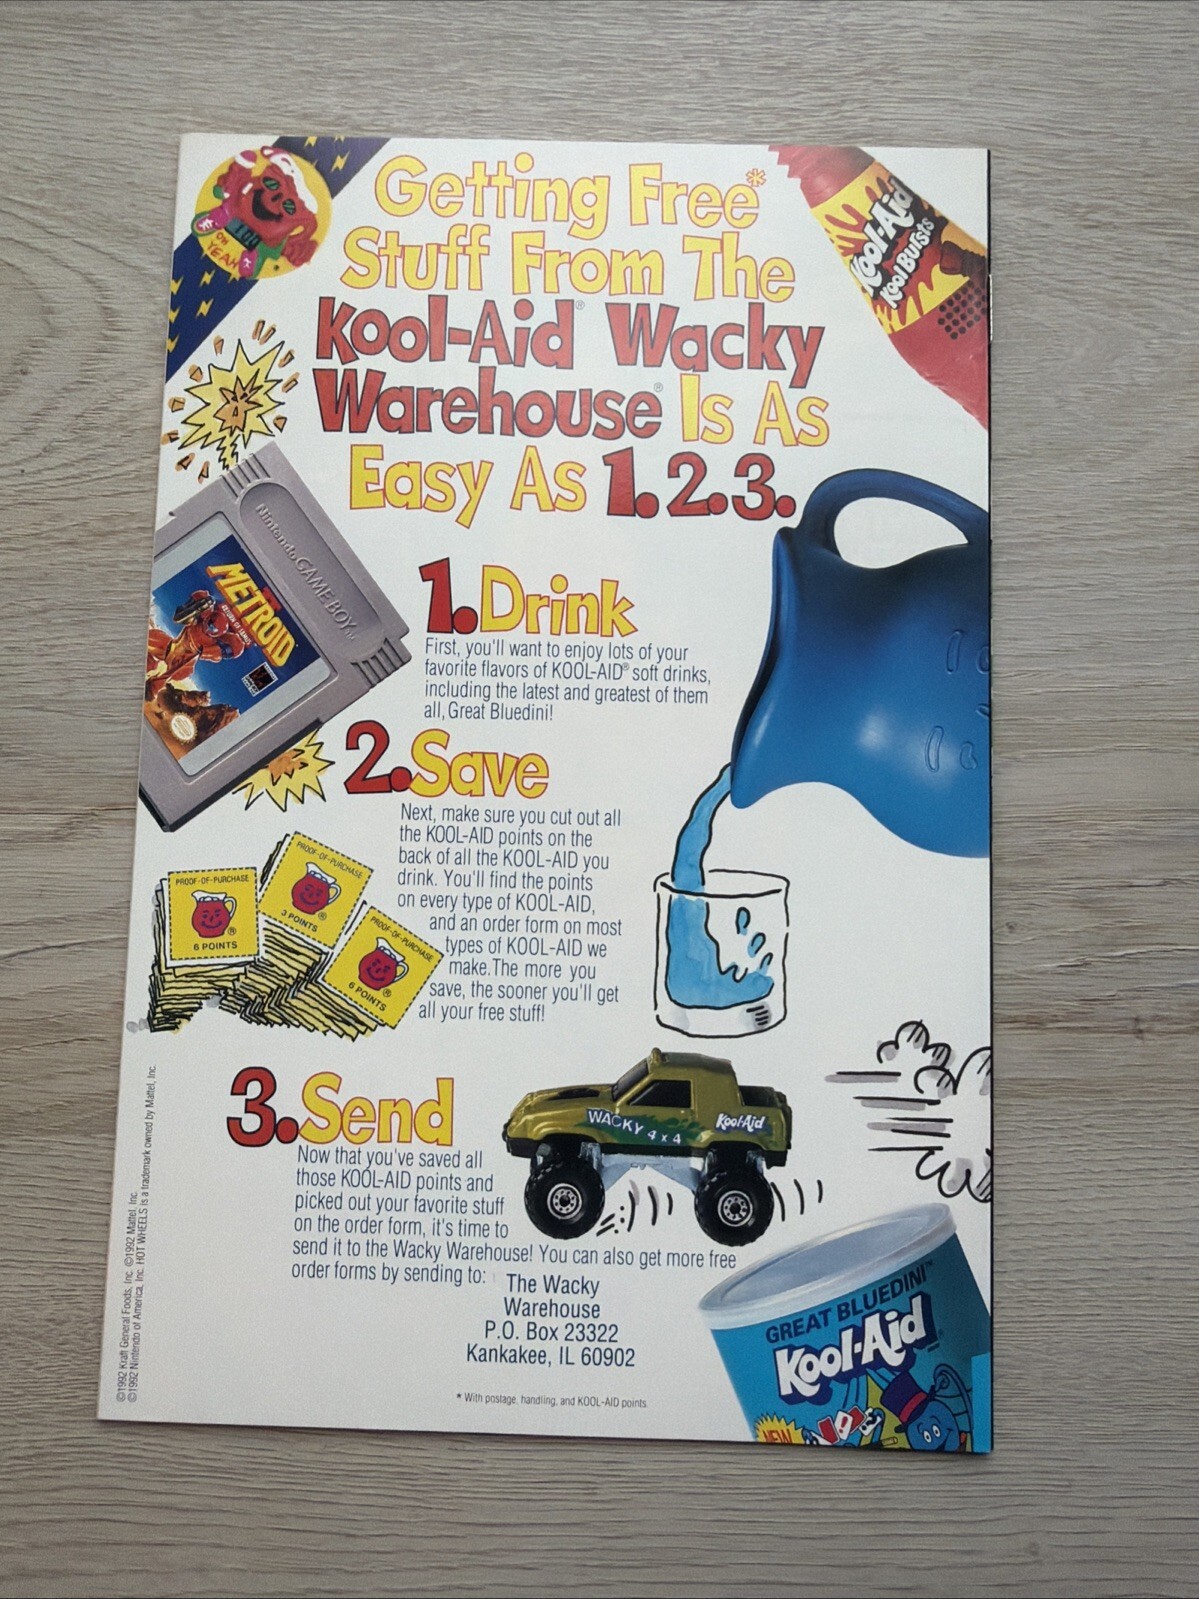 Getting Free*
Stuff From The
Kool-Aid® Wacky
Warehouse® Is As
Easy As 1.2.3.
OH
YEAH
Kool-Aid
Kool Bursts
Nintendo GAME BOY
METROID
RETURN OF SAMUS
1.Drink
First, you'll want to enjoy lots of your
favorite flavors of KOOL-AID® soft drinks,
including the latest and greatest of them
all, Great Bluedini!
2.Save
Next, make sure you cut out all
the KOOL-AID points on the
back of all the KOOL-AID you
drink. You'll find the points
on every type of KOOL-AID,
and an order form on most
types of KOOL-AID we
make. The more you
save, the sooner you'll get
all your free stuff!
PROOF-OF-PURCHASE
®
6 POINTS
PROOF-OF-PURCHASE
®
3 POINTS
PROOF-OF-PURCHASE
®
6 POINTS
3.Send
Now that you've saved all
those KOOL-AID points and
picked out your favorite stuff
on the order form, it's time to
send it to the Wacky Warehouse! You can also get more free
order forms by sending to:
The Wacky
Warehouse
P.O. Box 23322
Kankakee, IL 60902
WACKY 4x4
Kool-Aid
GREAT BLUEDINI™
Kool-Aid
NEW
* With postage, handling, and KOOL-AID points.
©1992 Kraft General Foods, Inc. ©1992 Mattel, Inc.
©1992 Nintendo of America, Inc. HOT WHEELS is a trademark owned by Mattel, Inc.